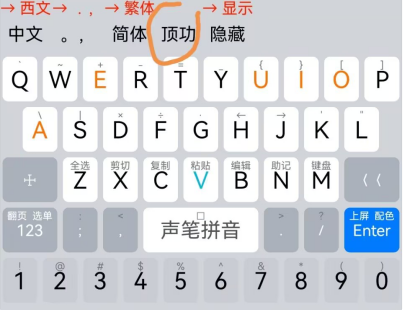 → 西文→ . , → 繁体 → 显示
中文 。, 简体 顶功 隐藏
Q W E R T Y U I O P
A S D F G H J K L
全选 剪切 复制 粘贴 编辑 助记 键盘
Z X C V B N M
翻页 选单 上屏 配色
123 ; , 声笔拼音 . / Enter
! @ # $ % ^ & * ( )
1 2 3 4 5 6 7 8 9 0